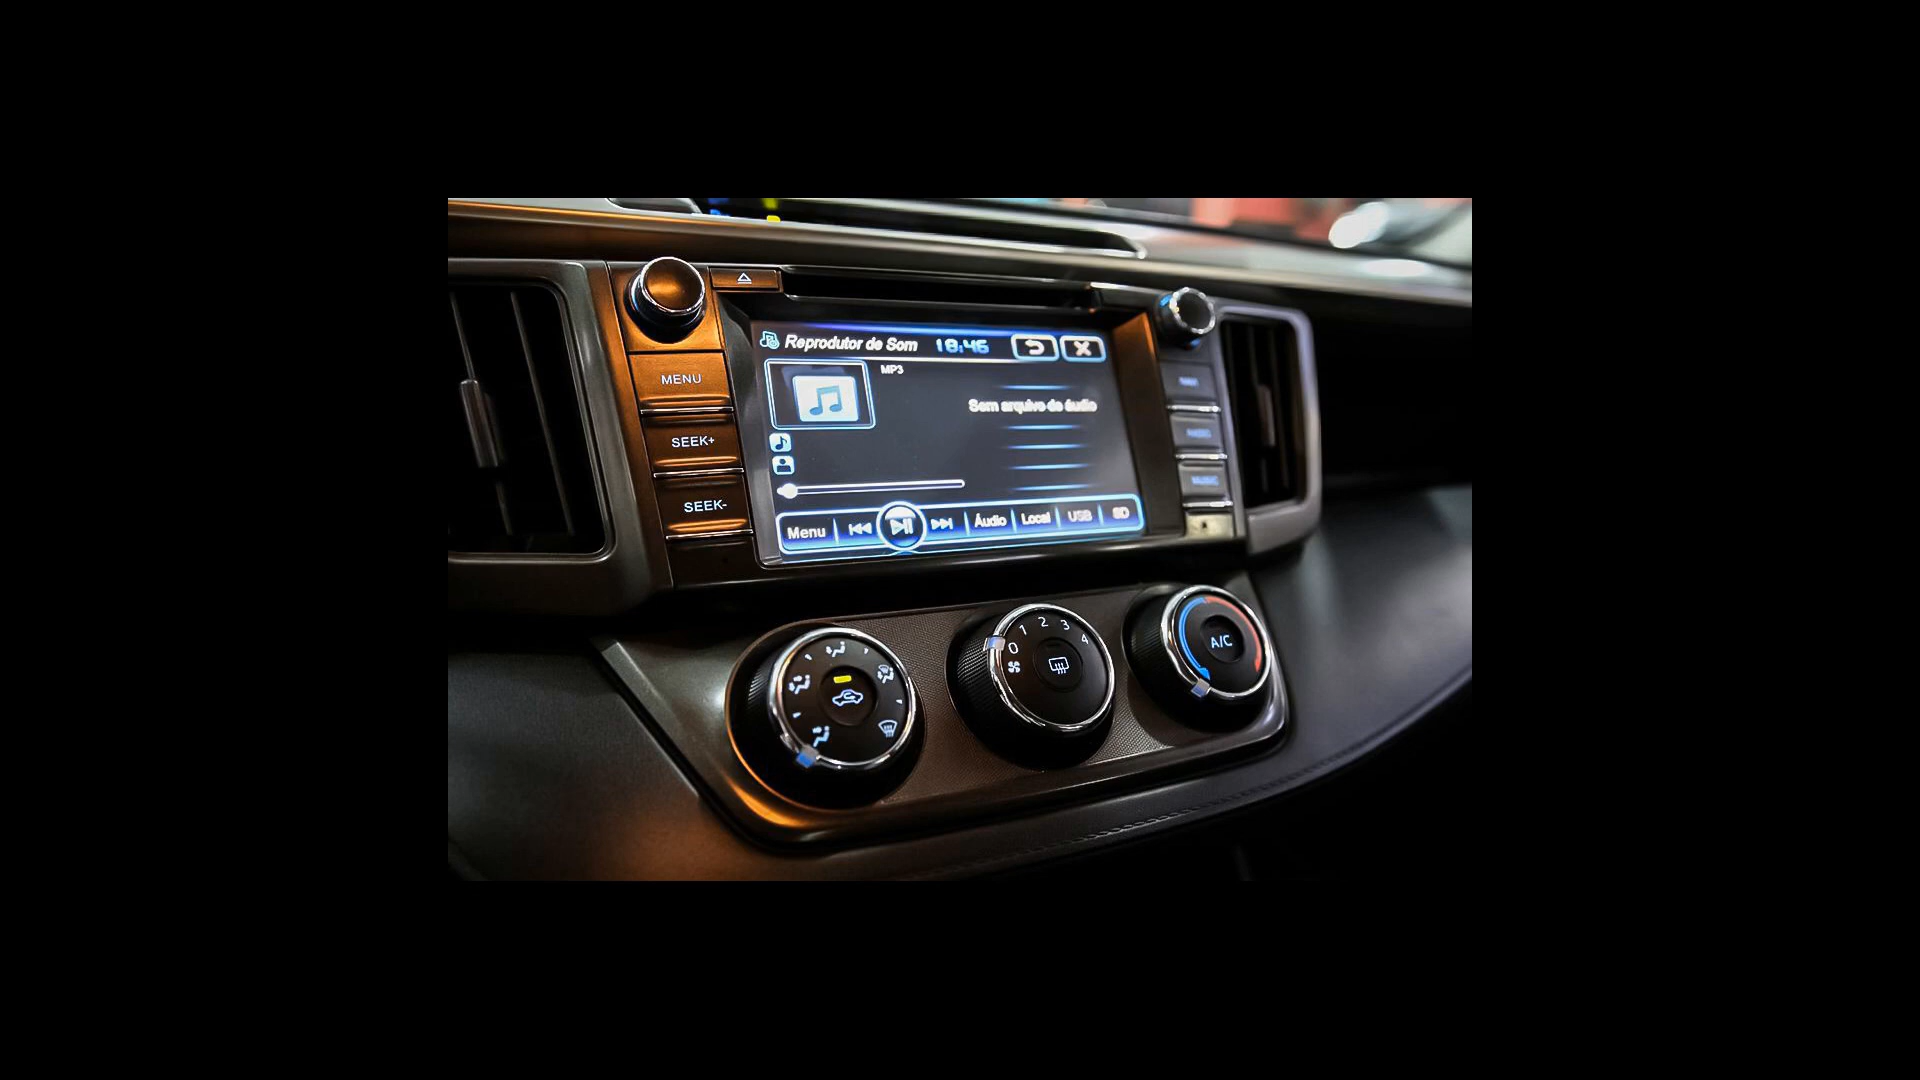 Reprodutor de Som 18:46
MP3
MENU
Sem arquivo de áudio
SEEK+
SEEK-
Menu Áudio Local USB
0 1 2 3 4
A/C